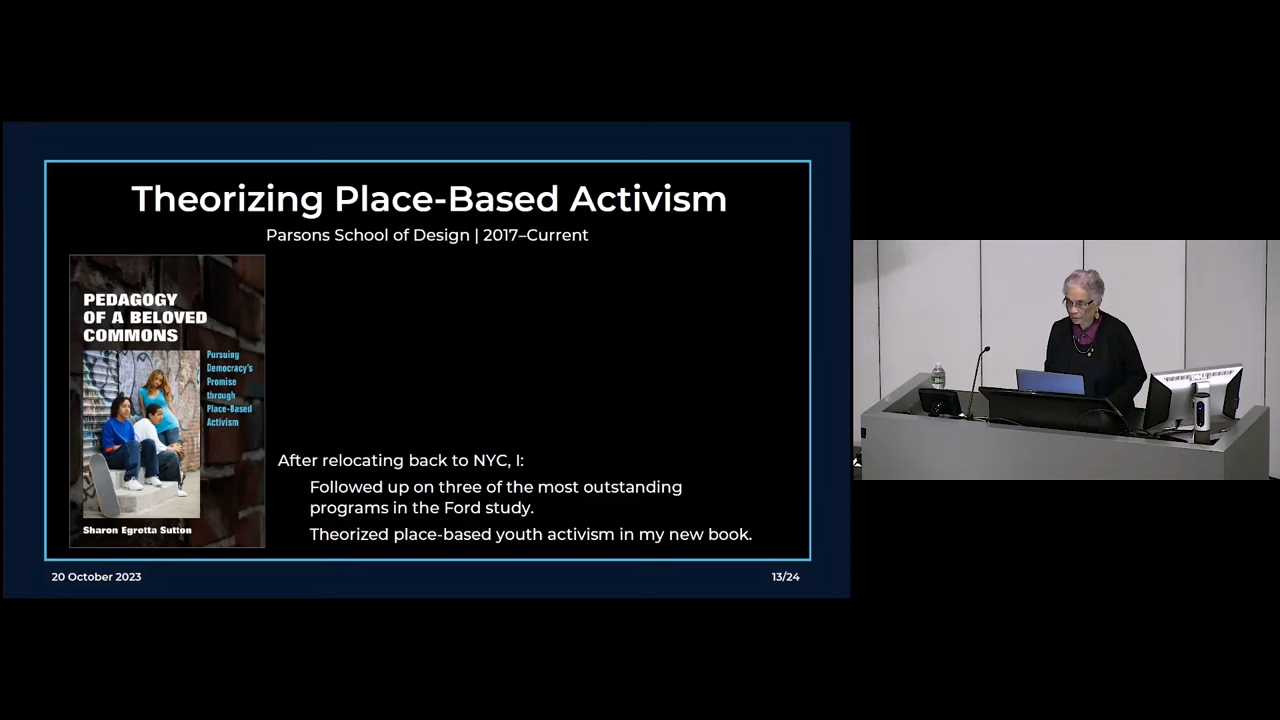 Theorizing Place-Based Activism
Parsons School of Design | 2017–Current
PEDAGOGY
OF A BELOVED
COMMONS
Pursuing
Democracy's
Promise
through
Place-Based
Activism
Sharon Egretta Sutton
After relocating back to NYC, I:
Followed up on three of the most outstanding
programs in the Ford study.
Theorized place-based youth activism in my new book.
20 October 2023
13/24